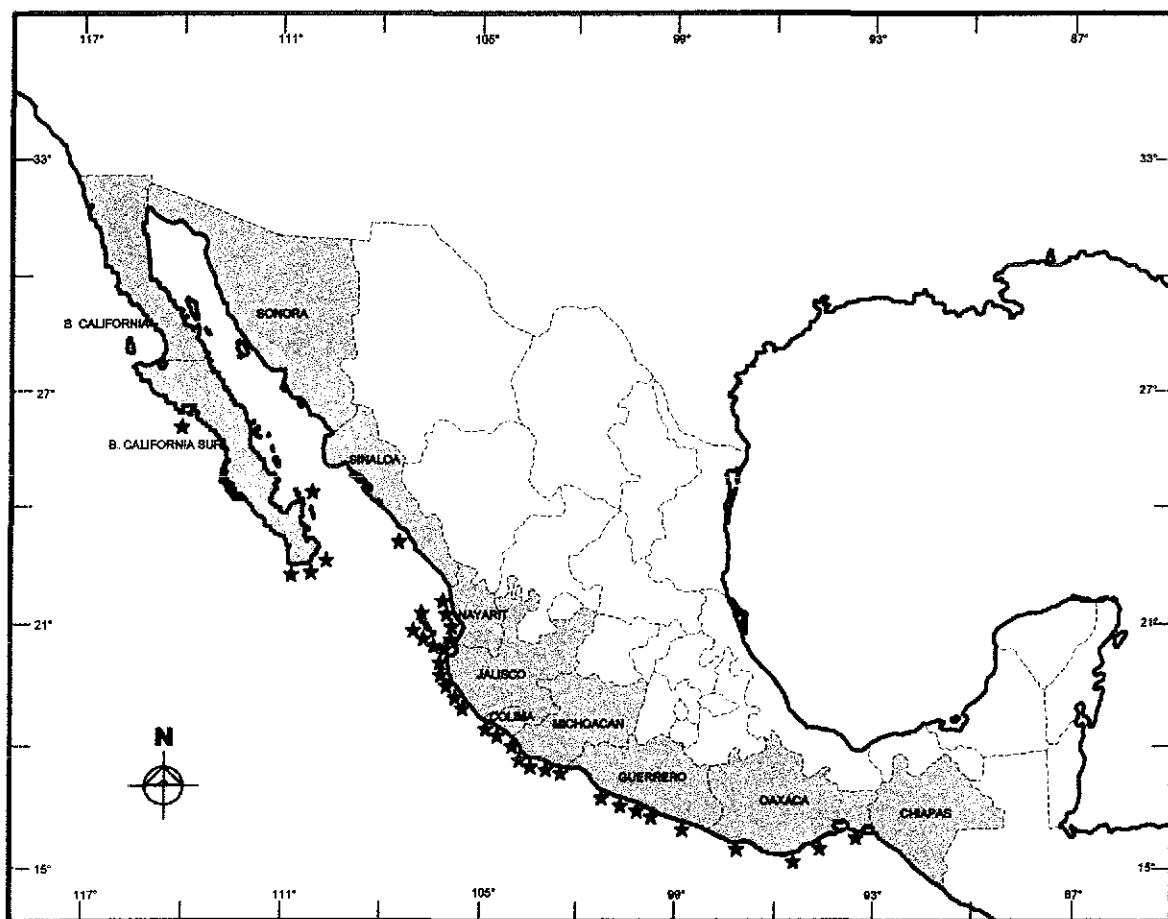 117° 111° 105° 99° 93° 87°
33° 33°
SONORA
B CALIFORNIA
27° 27°
B. CALIFORNIA SUR
SINALOA
NAYARIT
21° 21°
JALISCO
COLIMA
MICHOACAN
N
GUERRERO
OAXACA
CHIAPAS
15° 15°
117° 111° 105° 99° 93° 87°